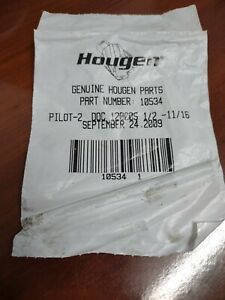 Hougen
GENUINE HOUGEN PARTS
PART NUMBER: 10534
PILOT-2 DOC 12000S 1/2 -11/16
SEPTEMBER 24.2009
10534 1